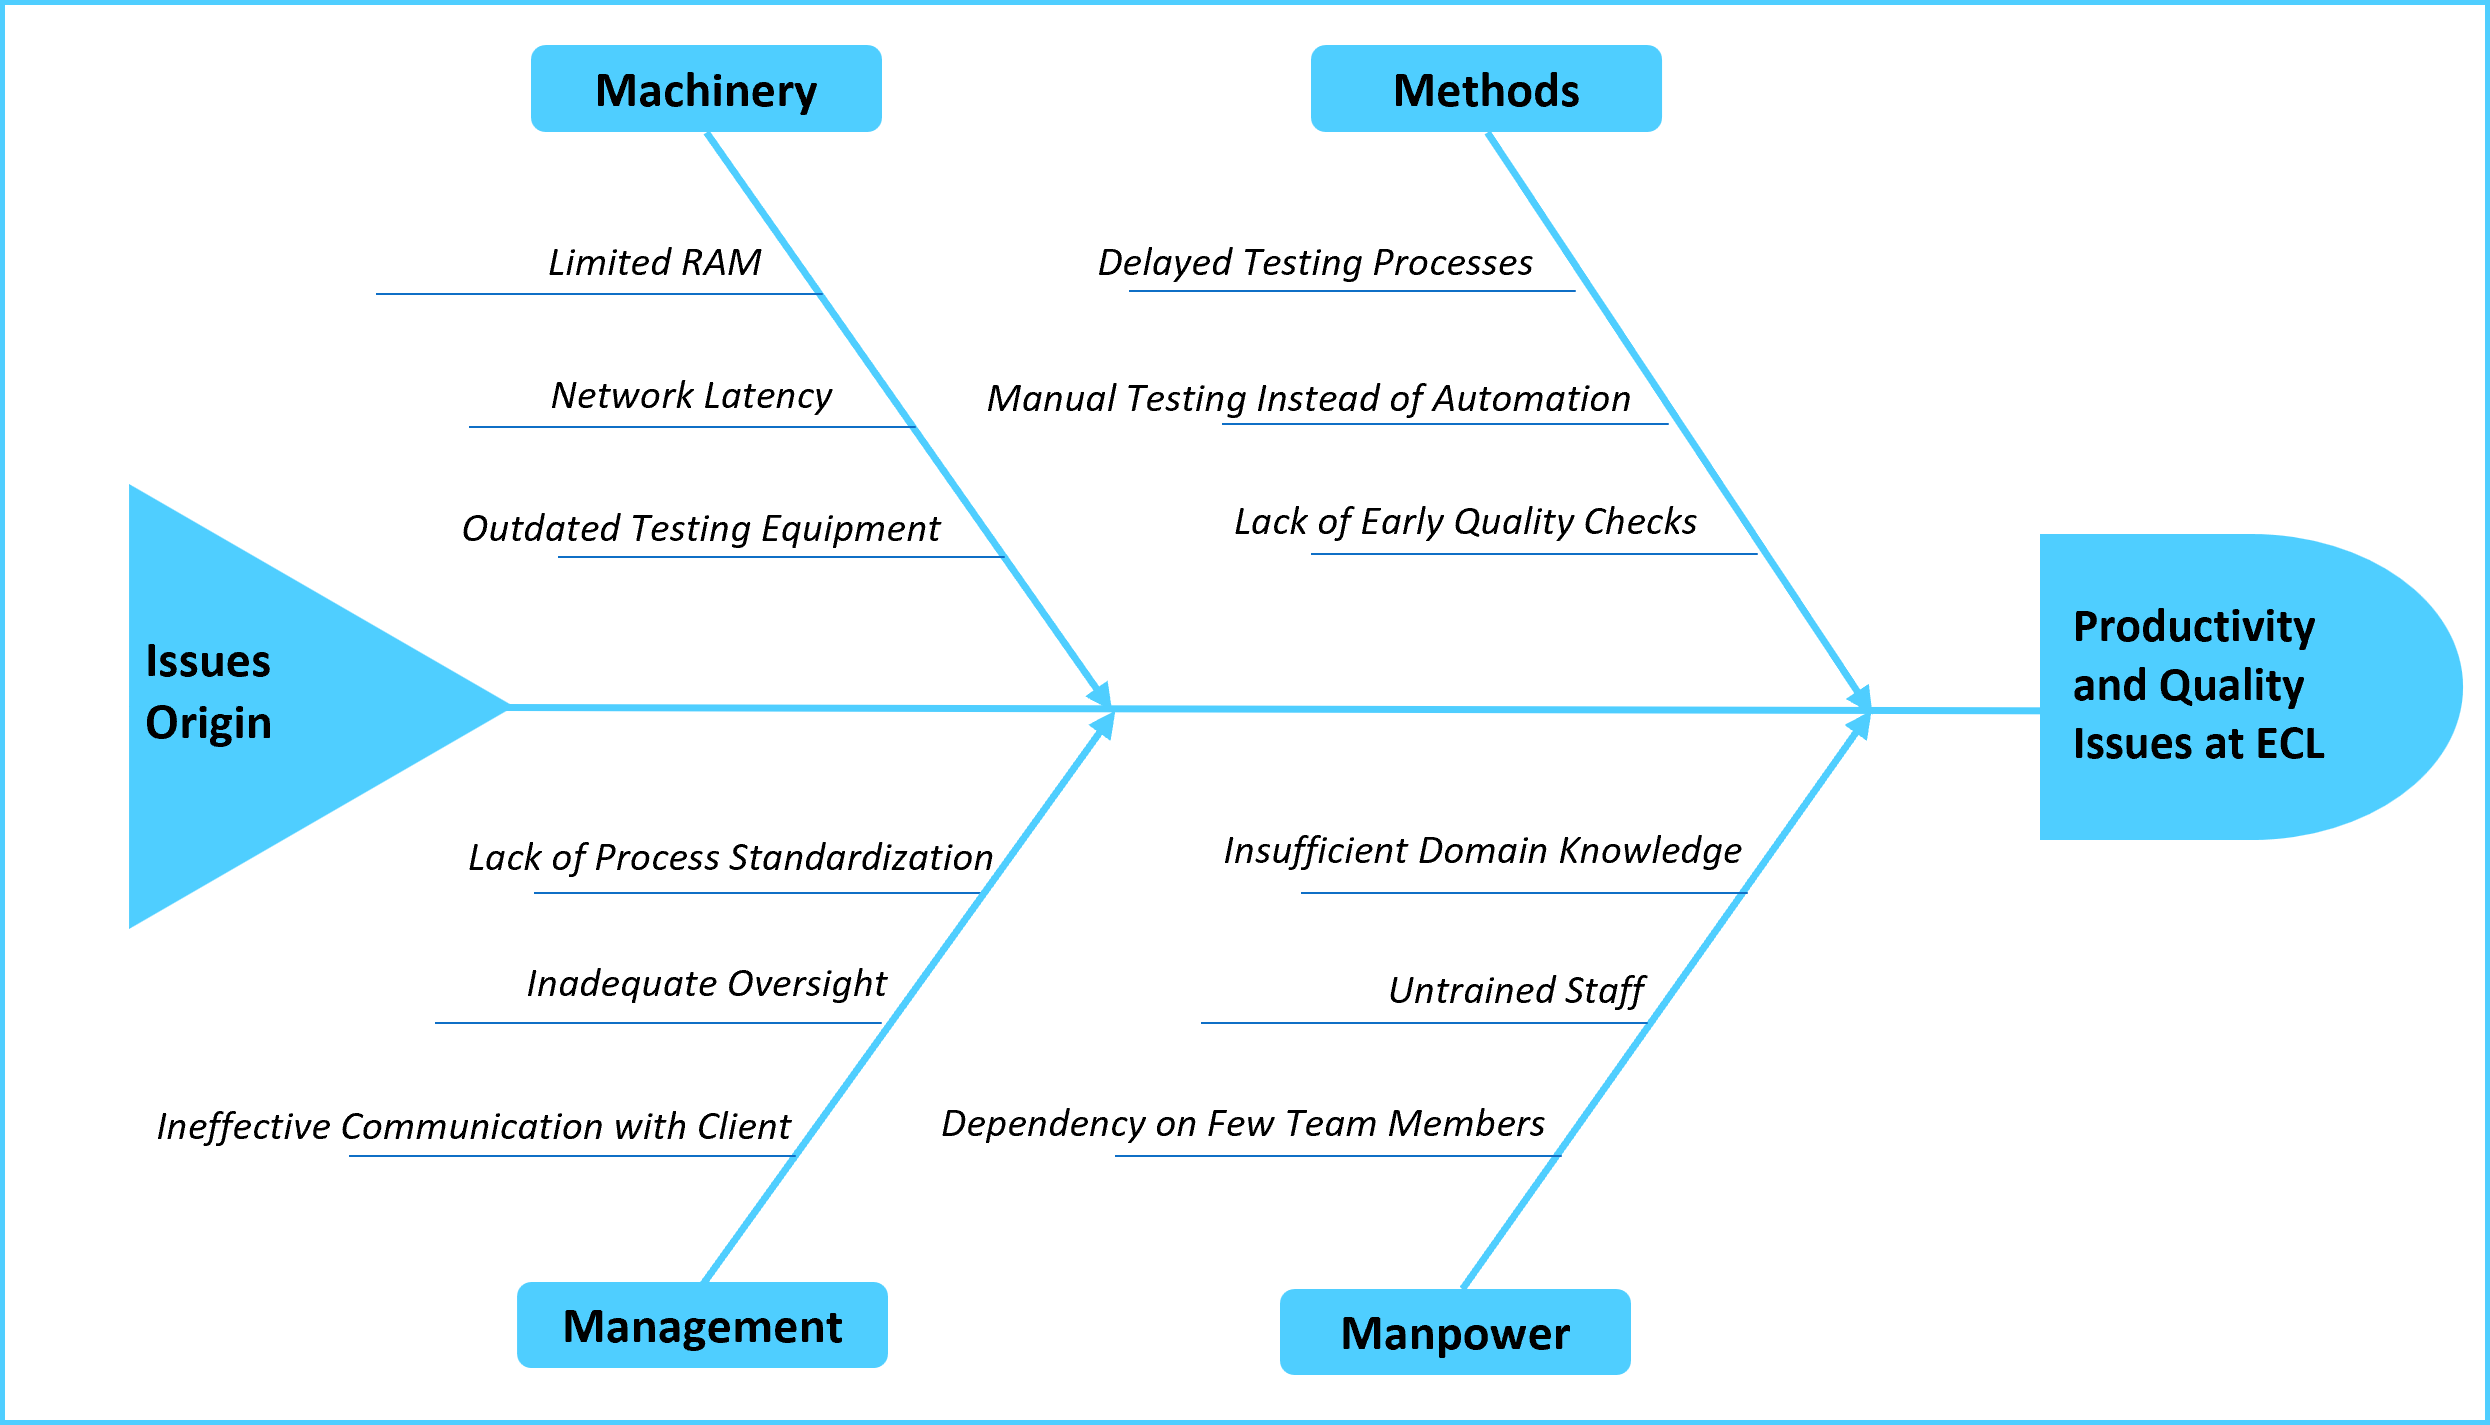 Machinery
Methods
Limited RAM
Delayed Testing Processes
Network Latency
Manual Testing Instead of Automation
Outdated Testing Equipment
Lack of Early Quality Checks
Issues
Origin
Productivity
and Quality
Issues at ECL
Lack of Process Standardization
Insufficient Domain Knowledge
Inadequate Oversight
Untrained Staff
Ineffective Communication with Client
Dependency on Few Team Members
Management
Manpower